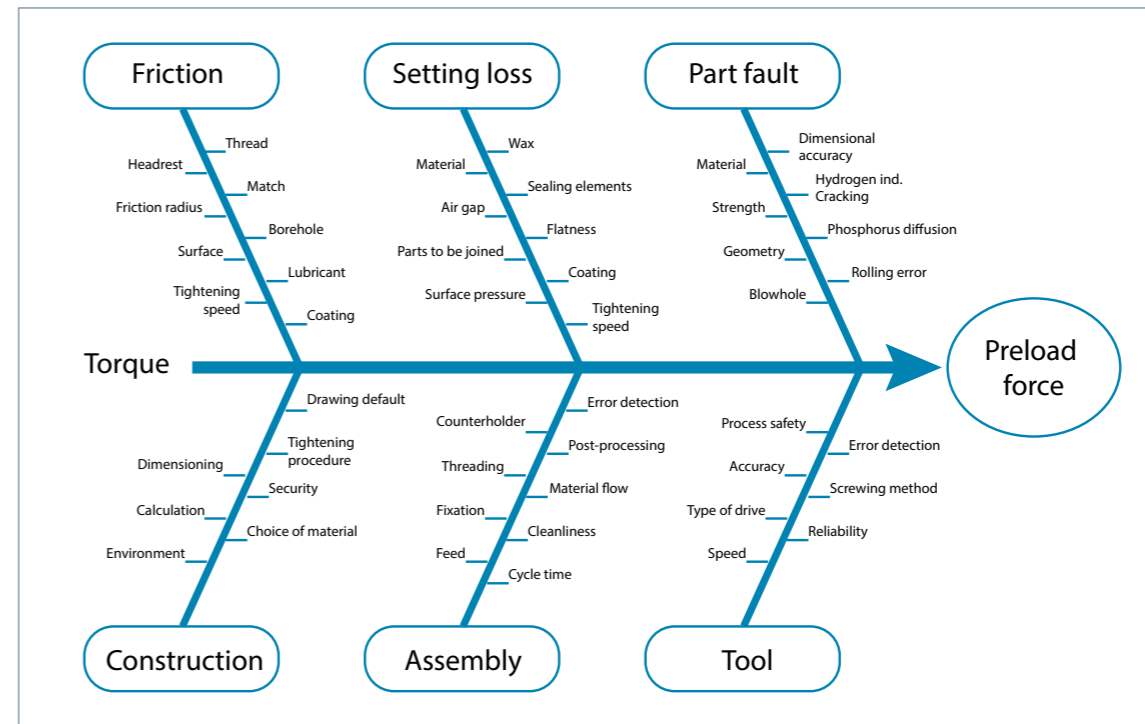 Friction
Setting loss
Part fault
Thread
Headrest
Match
Friction radius
Borehole
Surface
Lubricant
Tightening
speed
Coating
Wax
Material
Sealing elements
Air gap
Flatness
Parts to be joined
Coating
Surface pressure
Tightening
speed
Dimensional
accuracy
Material
Hydrogen ind.
Cracking
Strength
Phosphorus diffusion
Geometry
Rolling error
Blowhole
Torque
Preload
force
Drawing default
Tightening
procedure
Dimensioning
Security
Calculation
Choice of material
Environment
Error detection
Counterholder
Post-processing
Threading
Material flow
Fixation
Cleanliness
Feed
Cycle time
Process safety
Error detection
Accuracy
Screwing method
Type of drive
Reliability
Speed
Construction
Assembly
Tool